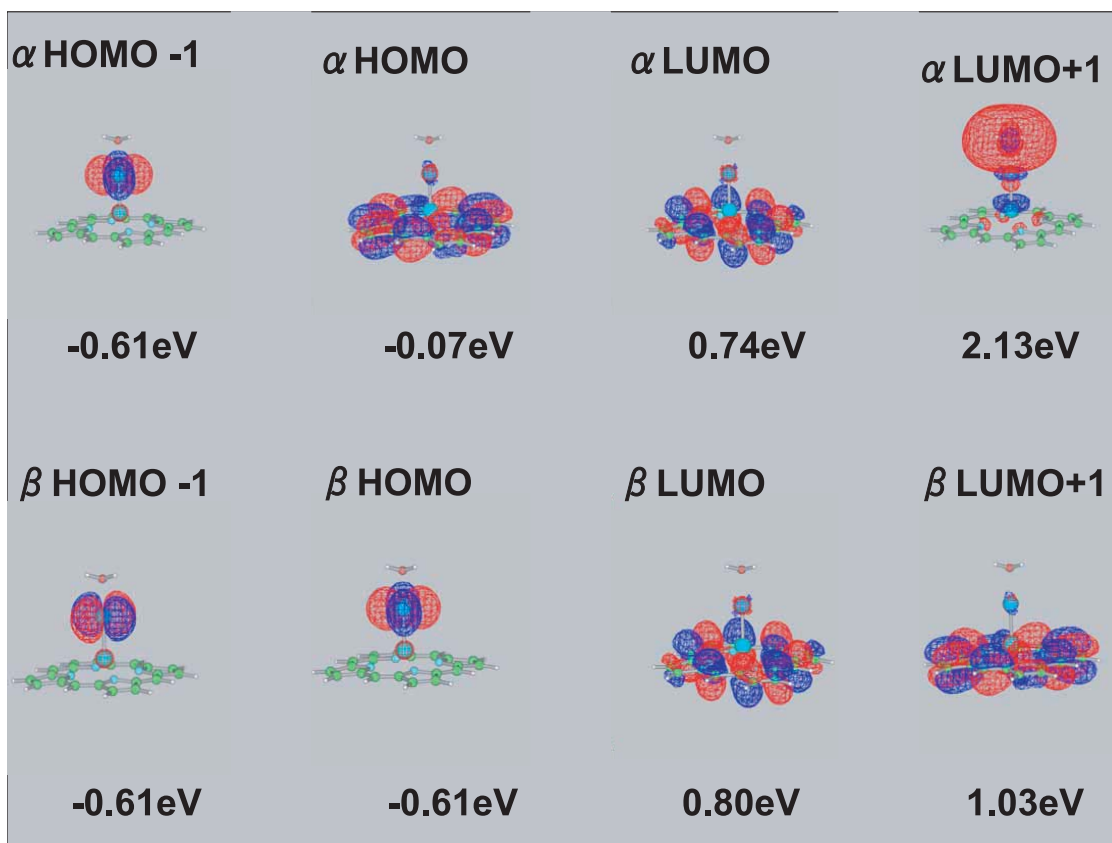 α HOMO -1
α HOMO
α LUMO
α LUMO+1
-0.61eV
-0.07eV
0.74eV
2.13eV
β HOMO -1
β HOMO
β LUMO
β LUMO+1
-0.61eV
-0.61eV
0.80eV
1.03eV